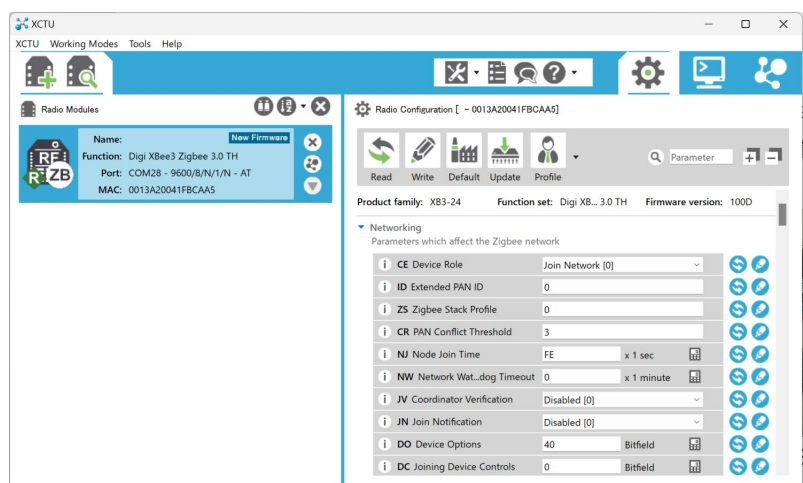 XCTU
XCTU Working Modes Tools Help
Radio Modules
Name: New Firmware
Function: Digi XBee3 Zigbee 3.0 TH
Port: COM28 - 9600/8/N/1/N - AT
MAC: 0013A20041FBCAA5
RF
R ZB
Radio Configuration [ - 0013A20041FBCAA5]
Read Write Default Update Profile
Parameter
Product family: XB3-24 Function set: Digi XB... 3.0 TH Firmware version: 100D
Networking
Parameters which affect the Zigbee network
i CE Device Role Join Network [0]
i ID Extended PAN ID 0
i ZS Zigbee Stack Profile 0
i CR PAN Conflict Threshold 3
i NJ Node Join Time FE x 1 sec
i NW Network Wat...dog Timeout 0 x 1 minute
i JV Coordinator Verification Disabled [0]
i JN Join Notification Disabled [0]
i DO Device Options 40 Bitfield
i DC Joining Device Controls 0 Bitfield